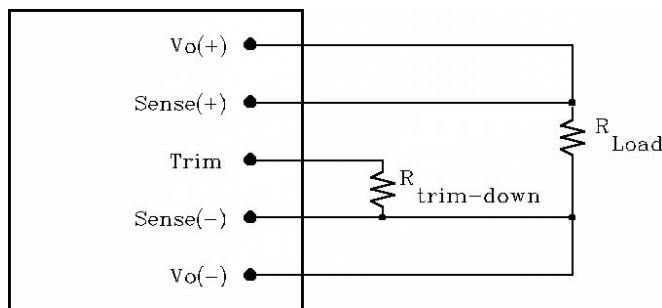 Vo(+)
Sense(+)
Trim
Sense(-)
Vo(-)
R
Load
R
trim-down